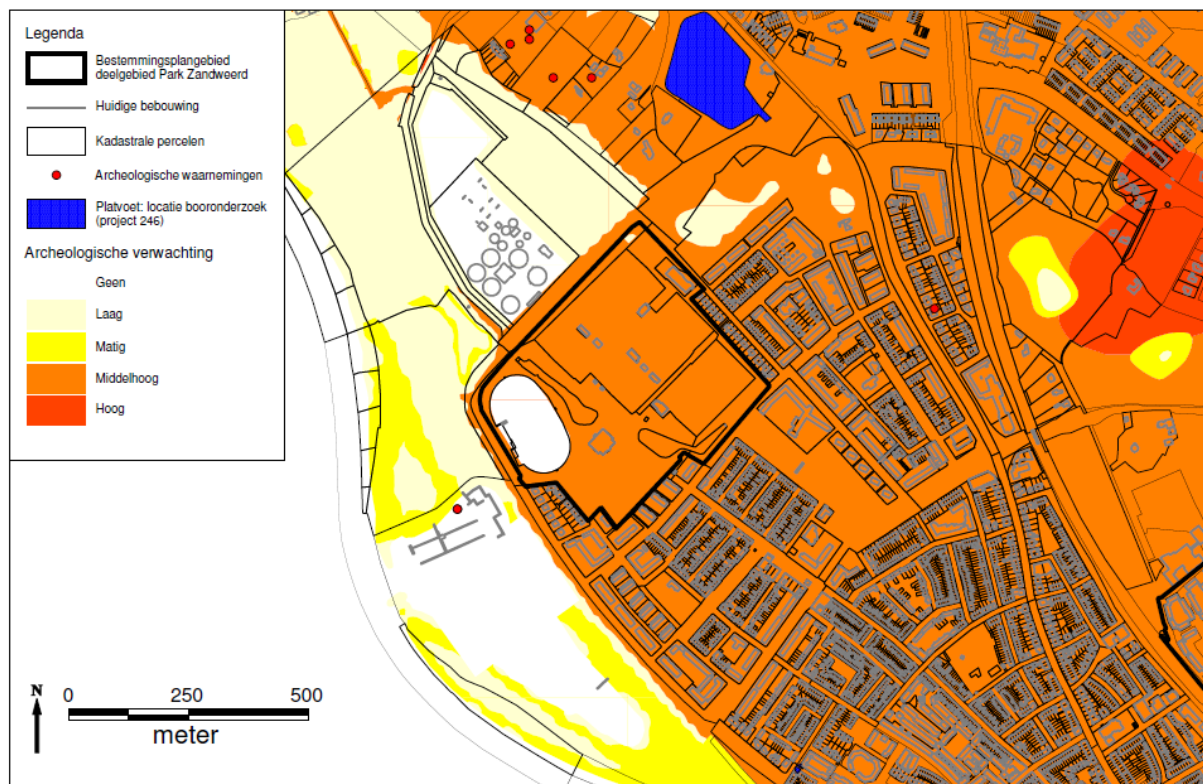 Legenda
Bestemmingsplangebied
deelgebied Park Zandweerd
Huidige bebouwing
Kadastrale percelen
Archeologische waarnemingen
Platvoet: locatie booronderzoek
(project 246)
Archeologische verwachting
Geen
Laag
Matig
Middelhoog
Hoog
N
0 250 500
meter